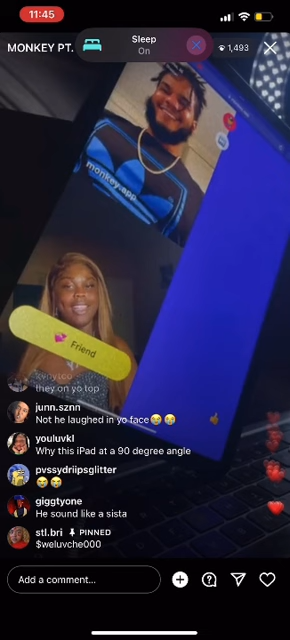 11:45
Sleep
On
MONKEY PT.
1,493
monkey.app
💞 Friend
they on yo top
junn.sznn
Not he laughed in yo face😂😂
youluvkl
Why this iPad at a 90 degree angle
pvssydriipsglitter
😂😂
giggtyone
He sound like a sista
stl.bri 📌 PINNED
$weluvche000
Add a comment...